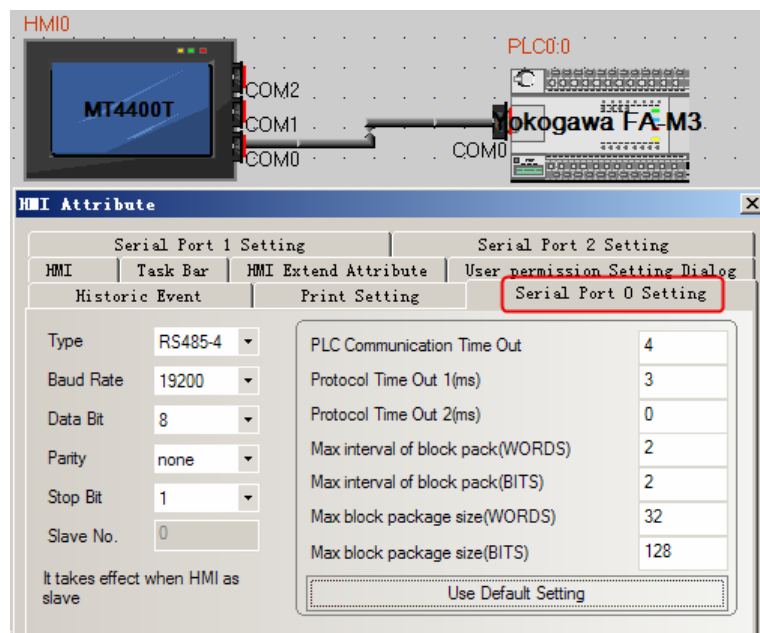 HMI0
PLC0:0
COM2
MT4400T
COM1
Yokogawa FA-M3
COM0
COM0
HMI Attribute
Serial Port 1 Setting
Serial Port 2 Setting
HMI
Task Bar
HMI Extend Attribute
User permission Setting Dialog
Historic Event
Print Setting
Serial Port 0 Setting
Type
RS485-4
Baud Rate
19200
Data Bit
8
Parity
none
Stop Bit
1
Slave No.
0
It takes effect when HMI as
slave
PLC Communication Time Out
4
Protocol Time Out 1(ms)
3
Protocol Time Out 2(ms)
0
Max interval of block pack(WORDS)
2
Max interval of block pack(BITS)
2
Max block package size(WORDS)
32
Max block package size(BITS)
128
Use Default Setting